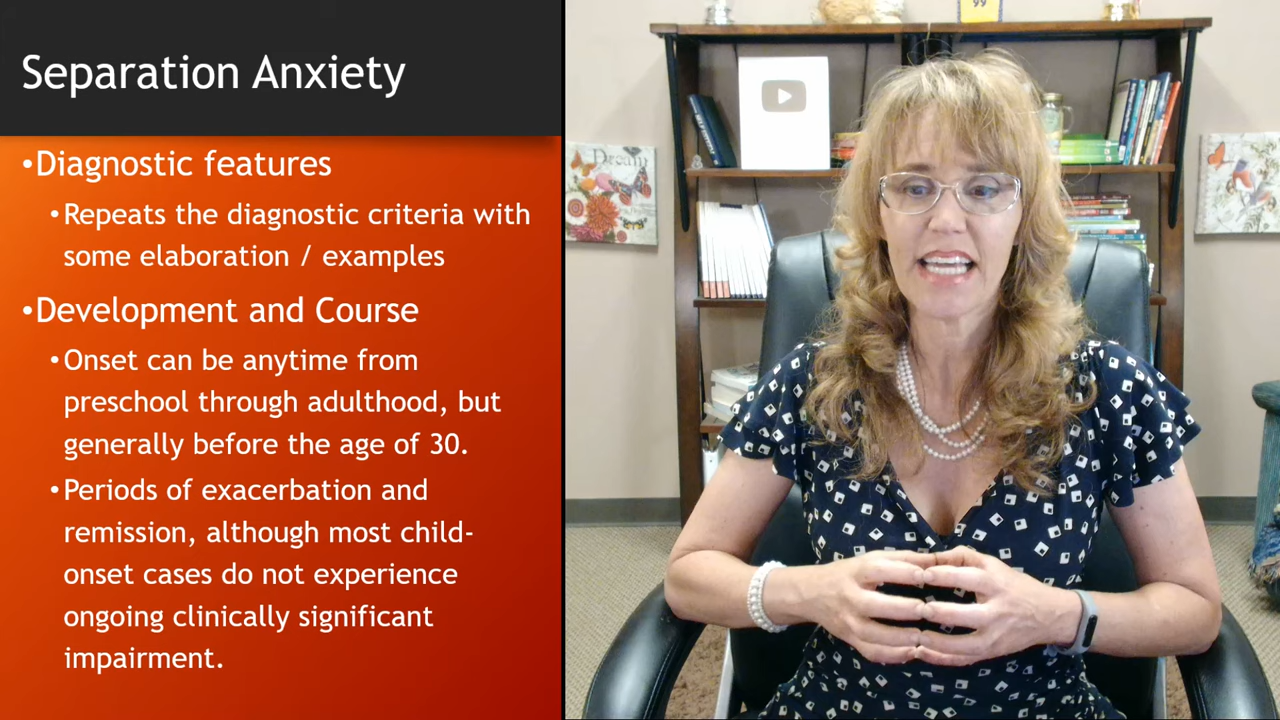 Separation Anxiety
•Diagnostic features
•Repeats the diagnostic criteria with
some elaboration / examples
•Development and Course
•Onset can be anytime from
preschool through adulthood, but
generally before the age of 30.
•Periods of exacerbation and
remission, although most child-
onset cases do not experience
ongoing clinically significant
impairment.
99
Dream